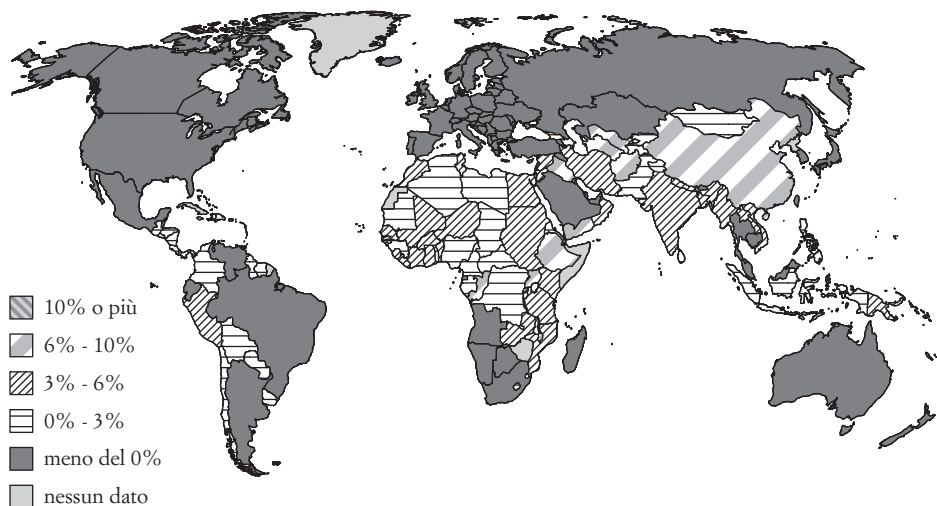 10% o più
6% - 10%
3% - 6%
0% - 3%
meno del 0%
nessun dato